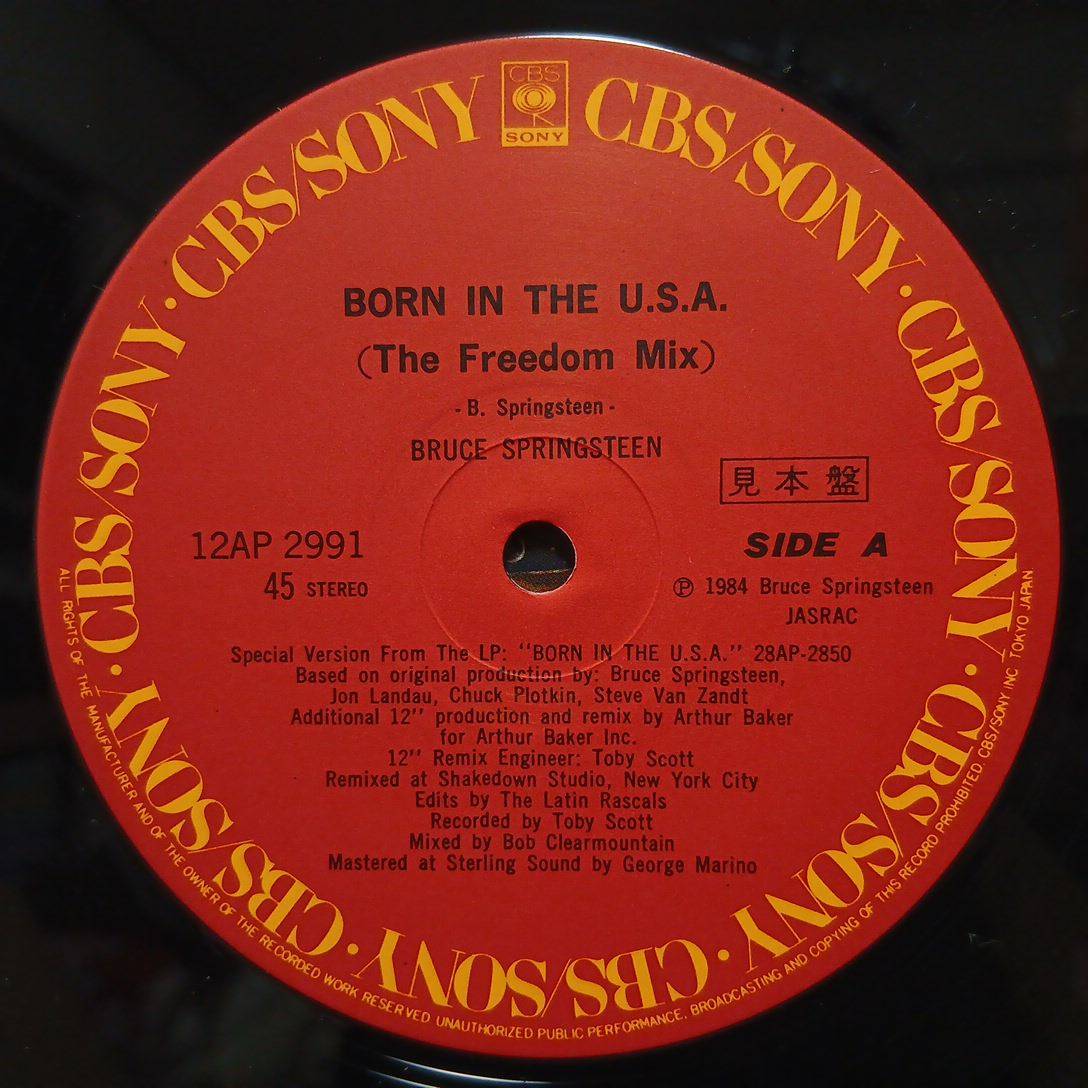 CBS
SONY
CBS/SONY · CBS/SONY · CBS/SONY · CBS/SONY · CBS/SONY · CBS/SONY · CBS/SONY · CBS/SONY
BORN IN THE U.S.A.
(The Freedom Mix)
- B. Springsteen -
BRUCE SPRINGSTEEN
見本盤
12AP 2991
SIDE A
45 STEREO
Ⓟ 1984 Bruce Springsteen
JASRAC
Special Version From The LP: “BORN IN THE U.S.A.” 28AP-2850
Based on original production by: Bruce Springsteen,
Jon Landau, Chuck Plotkin, Steve Van Zandt
Additional 12” production and remix by Arthur Baker
for Arthur Baker Inc.
12” Remix Engineer: Toby Scott
Remixed at Shakedown Studio, New York City
Edits by The Latin Rascals
Recorded by Toby Scott
Mixed by Bob Clearmountain
Mastered at Sterling Sound by George Marino
ALL RIGHTS OF THE MANUFACTURER AND OF THE OWNER OF THE RECORDED WORK RESERVED UNAUTHORIZED PUBLIC PERFORMANCE, BROADCASTING AND COPYING OF THIS RECORD PROHIBITED. CBS/SONY INC TOKYO JAPAN